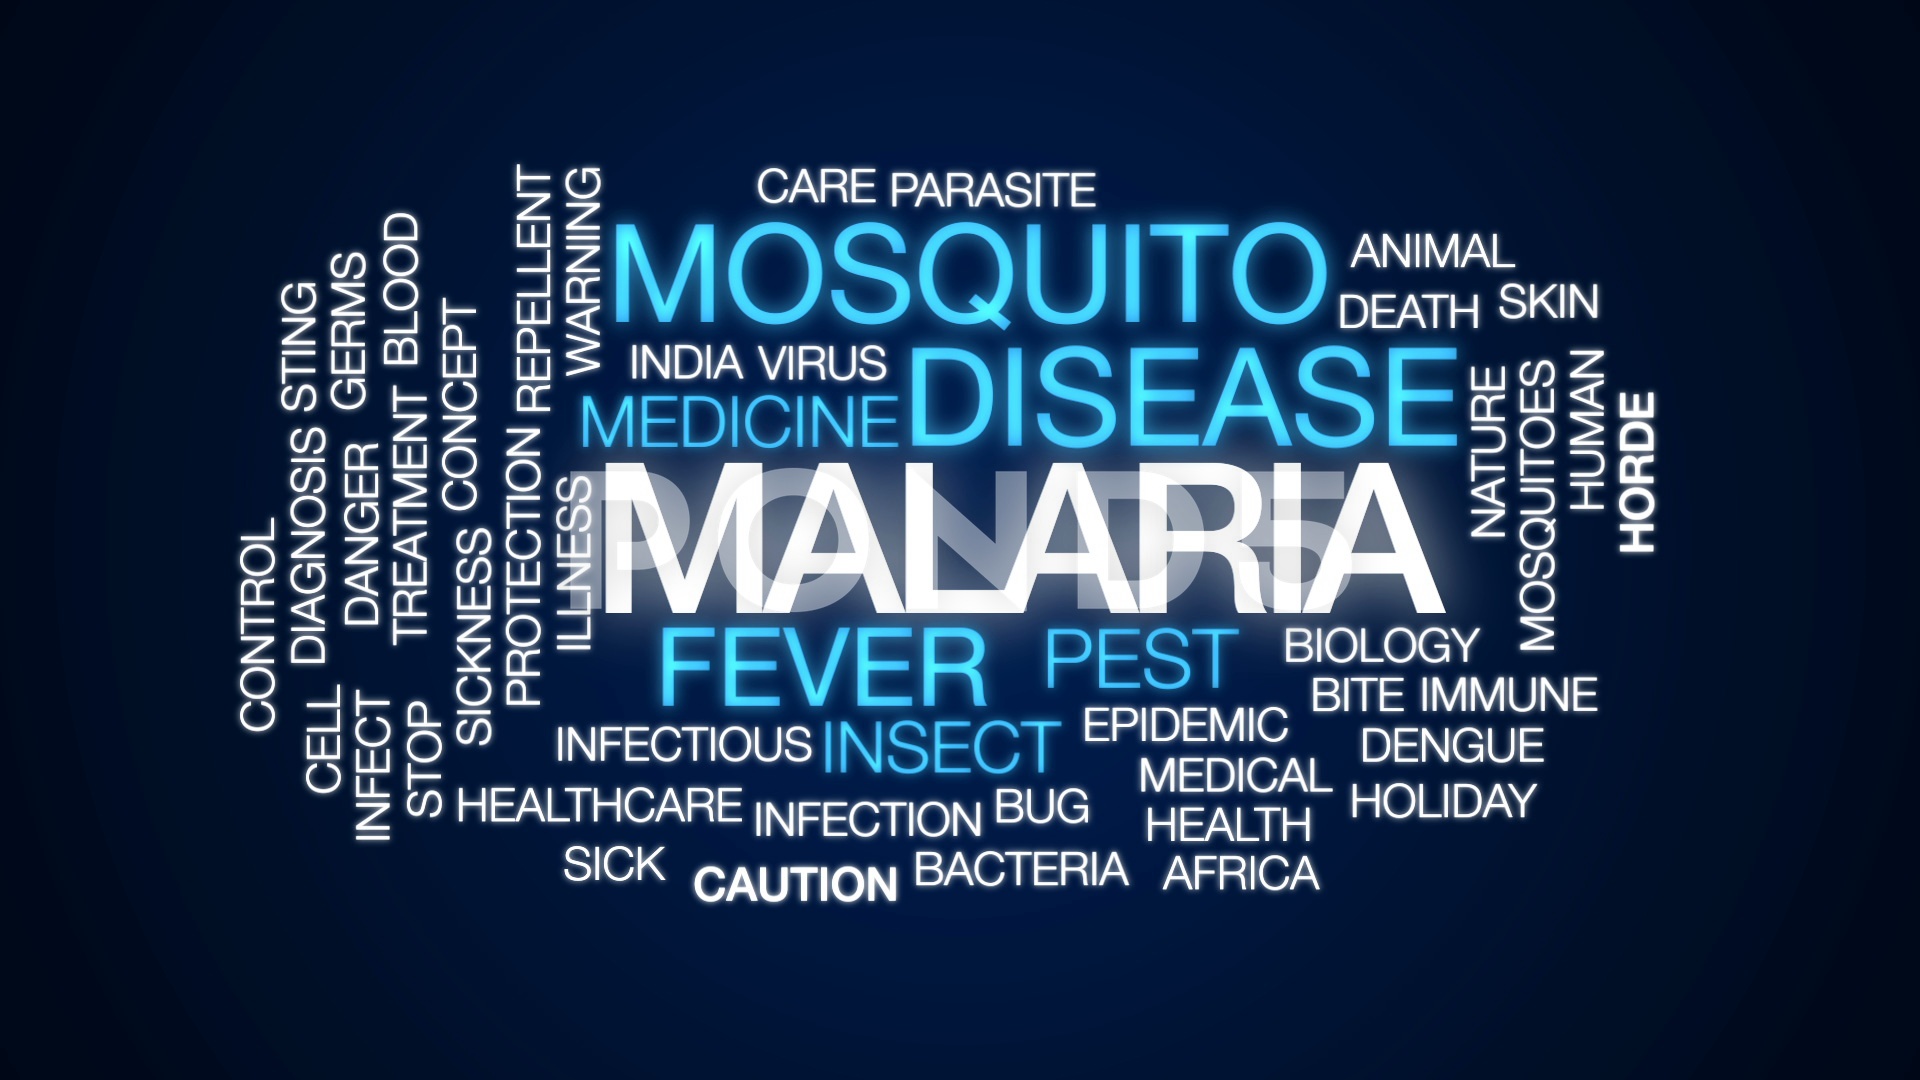 CARE PARASITE
MOSQUITO
ANIMAL
DEATH SKIN
INDIA VIRUS
MEDICINE DISEASE
MALARIA
POND5
FEVER PEST
BIOLOGY
BITE IMMUNE
INFECTIOUS INSECT EPIDEMIC
DENGUE
MEDICAL
HEALTHCARE INFECTION BUG
HOLIDAY
HEALTH
SICK CAUTION BACTERIA AFRICA
CONTROL
DIAGNOSIS STING
CELL
DANGER GERMS
INFECT
TREATMENT BLOOD
STOP
SICKNESS CONCEPT
PROTECTION REPELLENT
ILLNESS
WARNING
NATURE
MOSQUITOES
HUMAN
HORDE